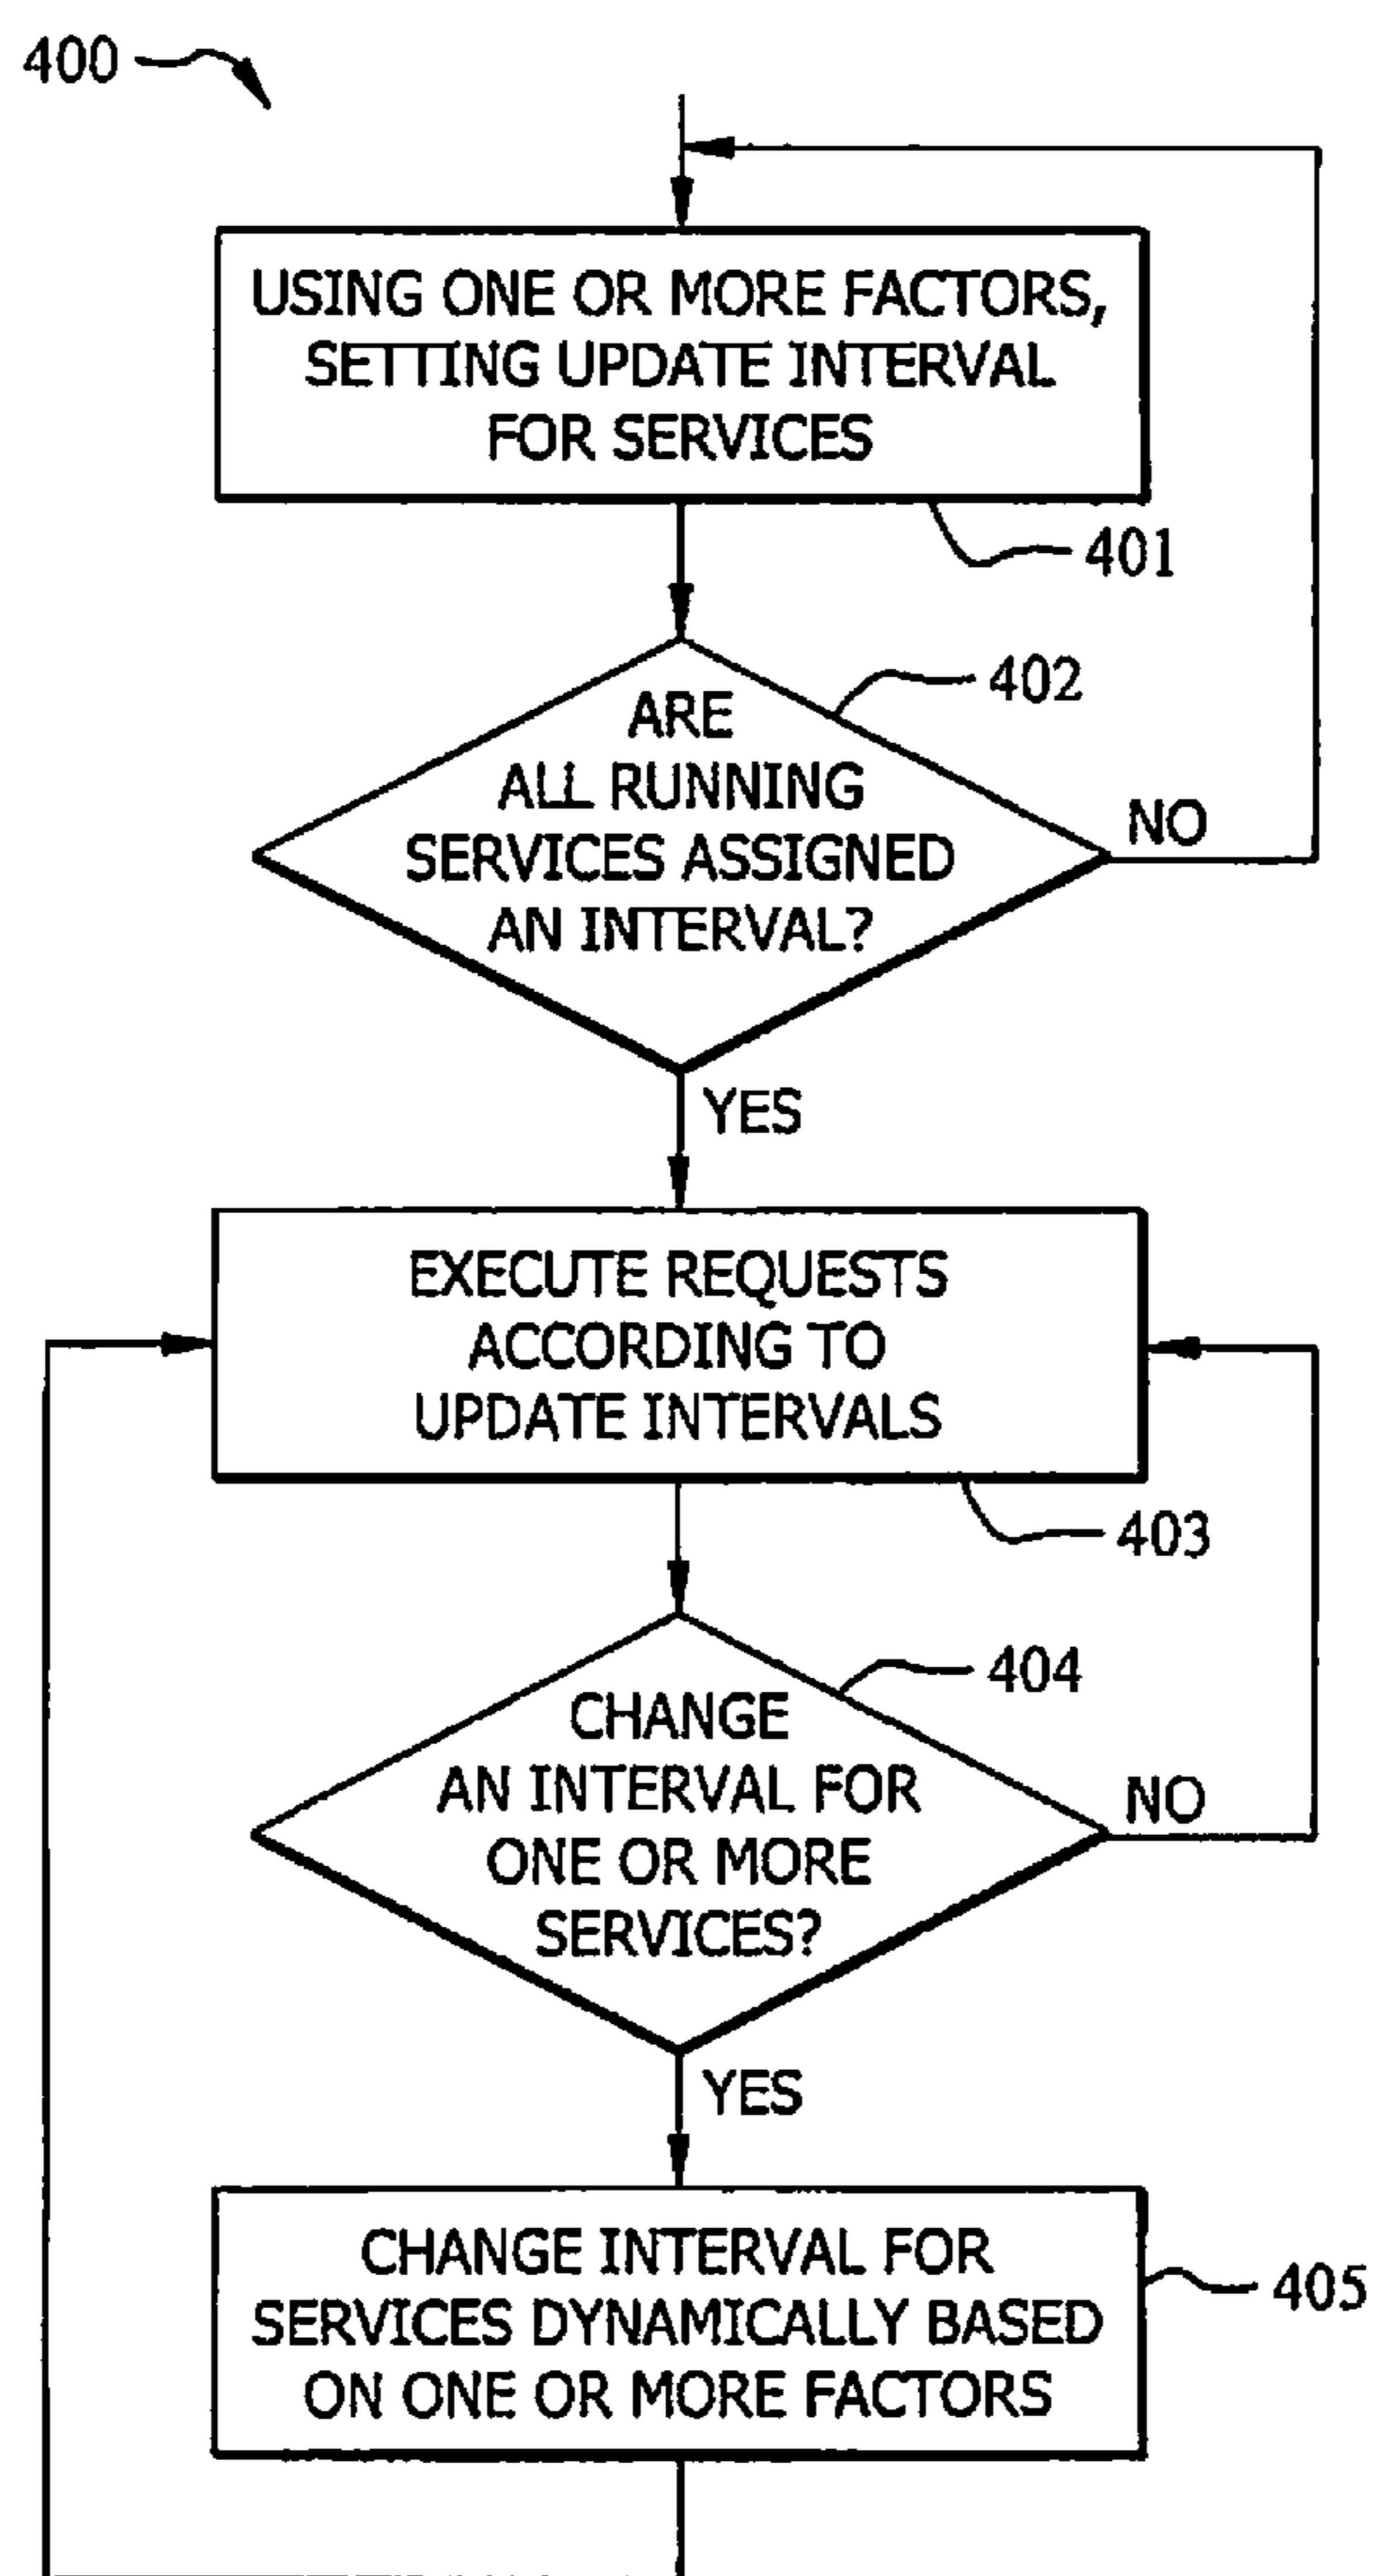 400
USING ONE OR MORE FACTORS,
SETTING UPDATE INTERVAL
FOR SERVICES
401
402
ARE
ALL RUNNING
SERVICES ASSIGNED
AN INTERVAL?
NO
YES
EXECUTE REQUESTS
ACCORDING TO
UPDATE INTERVALS
403
404
CHANGE
AN INTERVAL FOR
ONE OR MORE
SERVICES?
NO
YES
CHANGE INTERVAL FOR
SERVICES DYNAMICALLY BASED
ON ONE OR MORE FACTORS
405